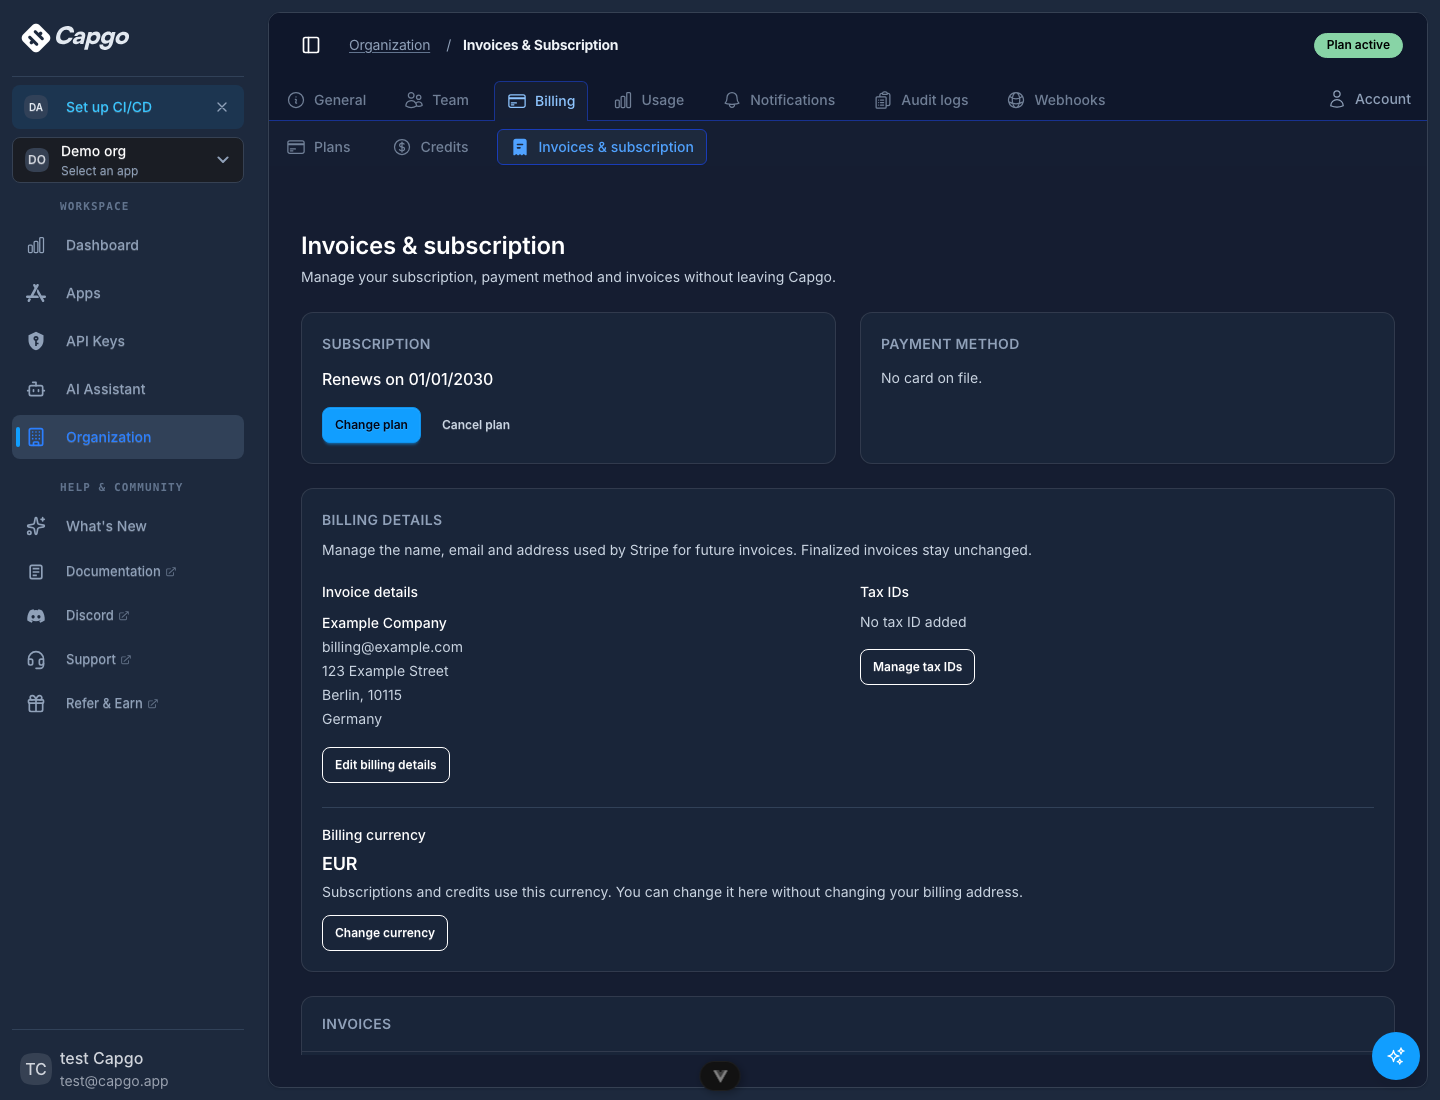 Capgo
DA
Set up CI/CD
DO
Demo org
Select an app
WORKSPACE
Dashboard
Apps
API Keys
AI Assistant
Organization
HELP & COMMUNITY
What's New
Documentation
Discord
Support
Refer & Earn
TC
test Capgo
test@capgo.app
Organization / Invoices & Subscription
Plan active
General
Team
Billing
Usage
Notifications
Audit logs
Webhooks
Account
Plans
Credits
Invoices & subscription
Invoices & subscription
Manage your subscription, payment method and invoices without leaving Capgo.
SUBSCRIPTION
Renews on 01/01/2030
Change plan
Cancel plan
PAYMENT METHOD
No card on file.
BILLING DETAILS
Manage the name, email and address used by Stripe for future invoices. Finalized invoices stay unchanged.
Invoice details
Example Company
billing@example.com
123 Example Street
Berlin, 10115
Germany
Edit billing details
Tax IDs
No tax ID added
Manage tax IDs
Billing currency
EUR
Subscriptions and credits use this currency. You can change it here without changing your billing address.
Change currency
INVOICES